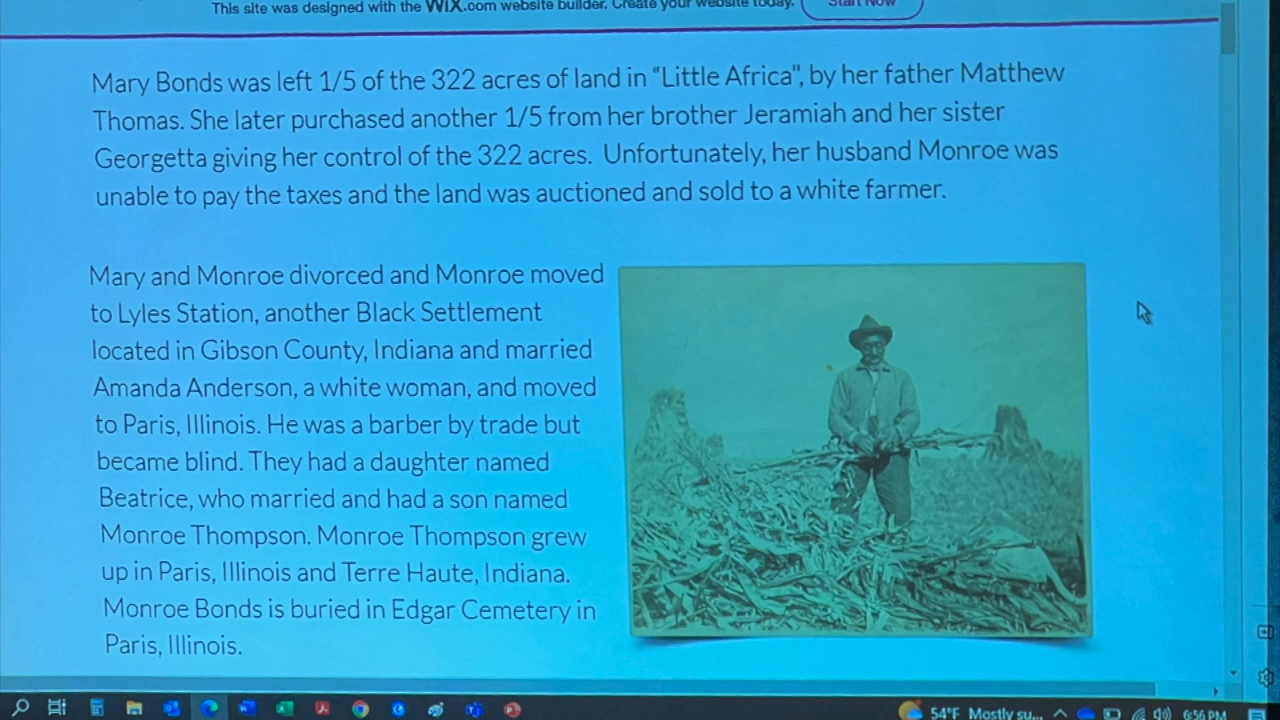 This site was designed with the WiX.com website builder. Create your website today. Start Now
Mary Bonds was left 1/5 of the 322 acres of land in "Little Africa", by her father Matthew
Thomas. She later purchased another 1/5 from her brother Jeramiah and her sister
Georgetta giving her control of the 322 acres. Unfortunately, her husband Monroe was
unable to pay the taxes and the land was auctioned and sold to a white farmer.
Mary and Monroe divorced and Monroe moved
to Lyles Station, another Black Settlement
located in Gibson County, Indiana and married
Amanda Anderson, a white woman, and moved
to Paris, Illinois. He was a barber by trade but
became blind. They had a daughter named
Beatrice, who married and had a son named
Monroe Thompson. Monroe Thompson grew
up in Paris, Illinois and Terre Haute, Indiana.
Monroe Bonds is buried in Edgar Cemetery in
Paris, Illinois.
54°F Mostly su... 6:56 PM